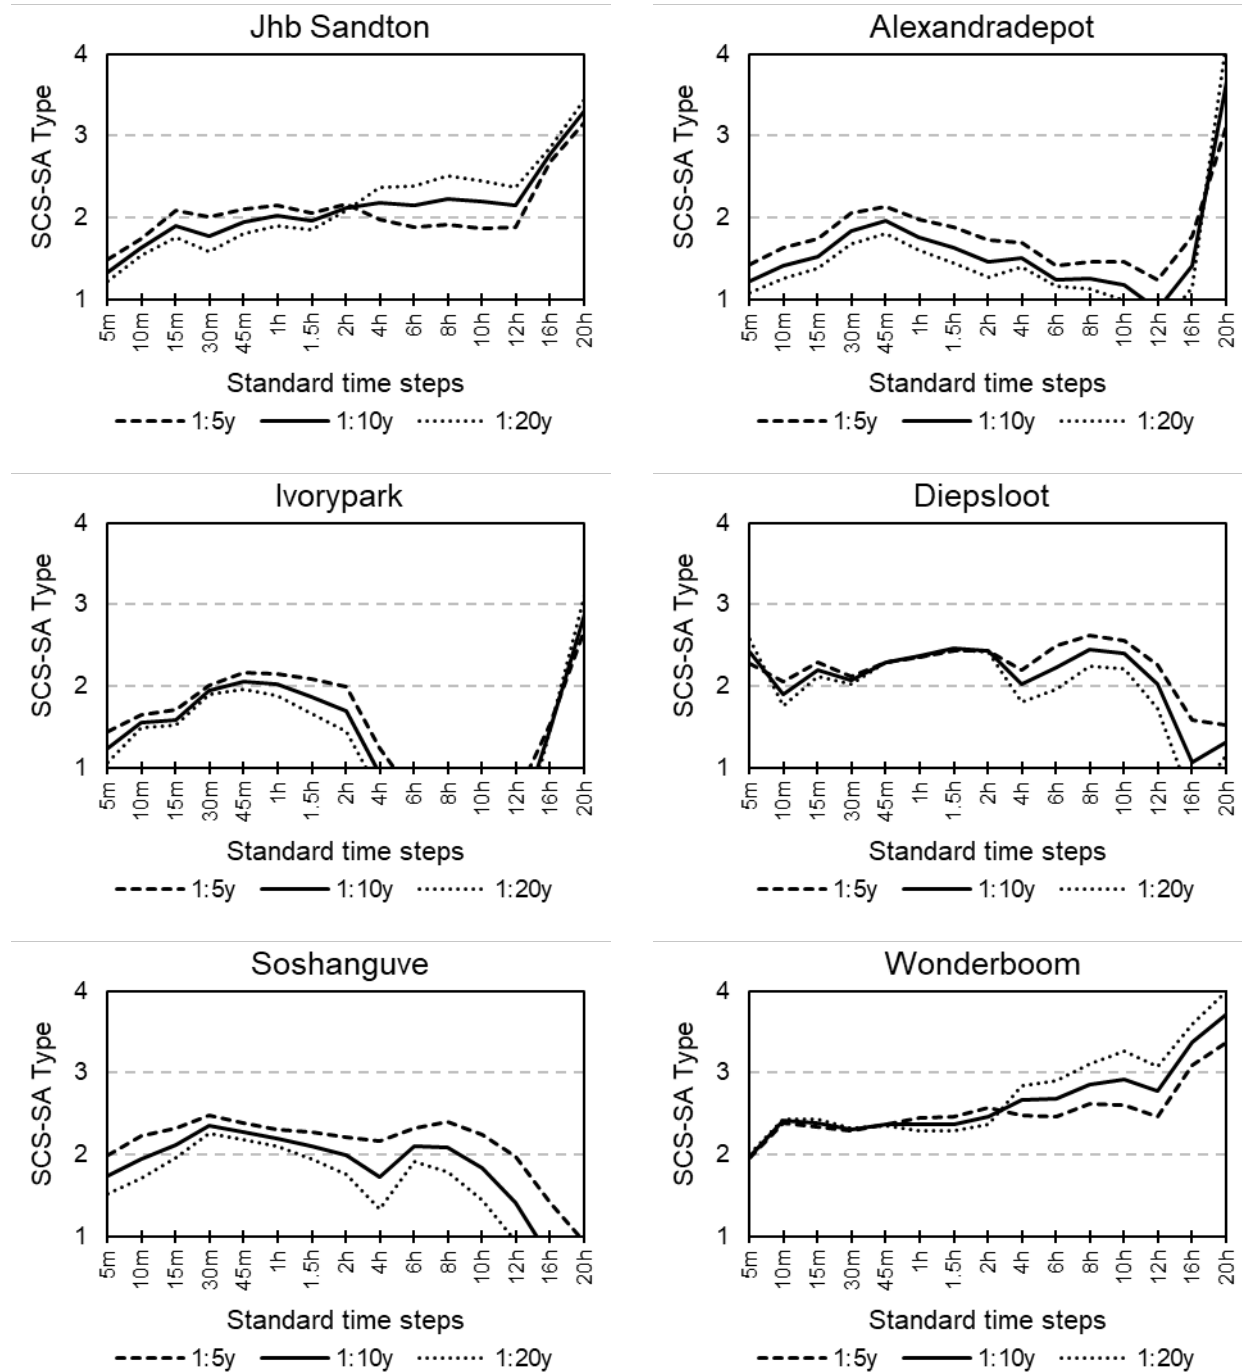 Jhb Sandton
SCS-SA Type
4
3
2
1
5m 10m 15m 30m 45m 1h 1.5h 2h 4h 6h 8h 10h 12h 16h 20h
Standard time steps
1:5y 1:10y 1:20y
Alexandradepot
SCS-SA Type
4
3
2
1
5m 10m 15m 30m 45m 1h 1.5h 2h 4h 6h 8h 10h 12h 16h 20h
Standard time steps
1:5y 1:10y 1:20y
Ivorypark
SCS-SA Type
4
3
2
1
5m 10m 15m 30m 45m 1h 1.5h 2h 4h 6h 8h 10h 12h 16h 20h
Standard time steps
1:5y 1:10y 1:20y
Diepsloot
SCS-SA Type
4
3
2
1
5m 10m 15m 30m 45m 1h 1.5h 2h 4h 6h 8h 10h 12h 16h 20h
Standard time steps
1:5y 1:10y 1:20y
Soshanguve
SCS-SA Type
4
3
2
1
5m 10m 15m 30m 45m 1h 1.5h 2h 4h 6h 8h 10h 12h 16h 20h
Standard time steps
1:5y 1:10y 1:20y
Wonderboom
SCS-SA Type
4
3
2
1
5m 10m 15m 30m 45m 1h 1.5h 2h 4h 6h 8h 10h 12h 16h 20h
Standard time steps
1:5y 1:10y 1:20y